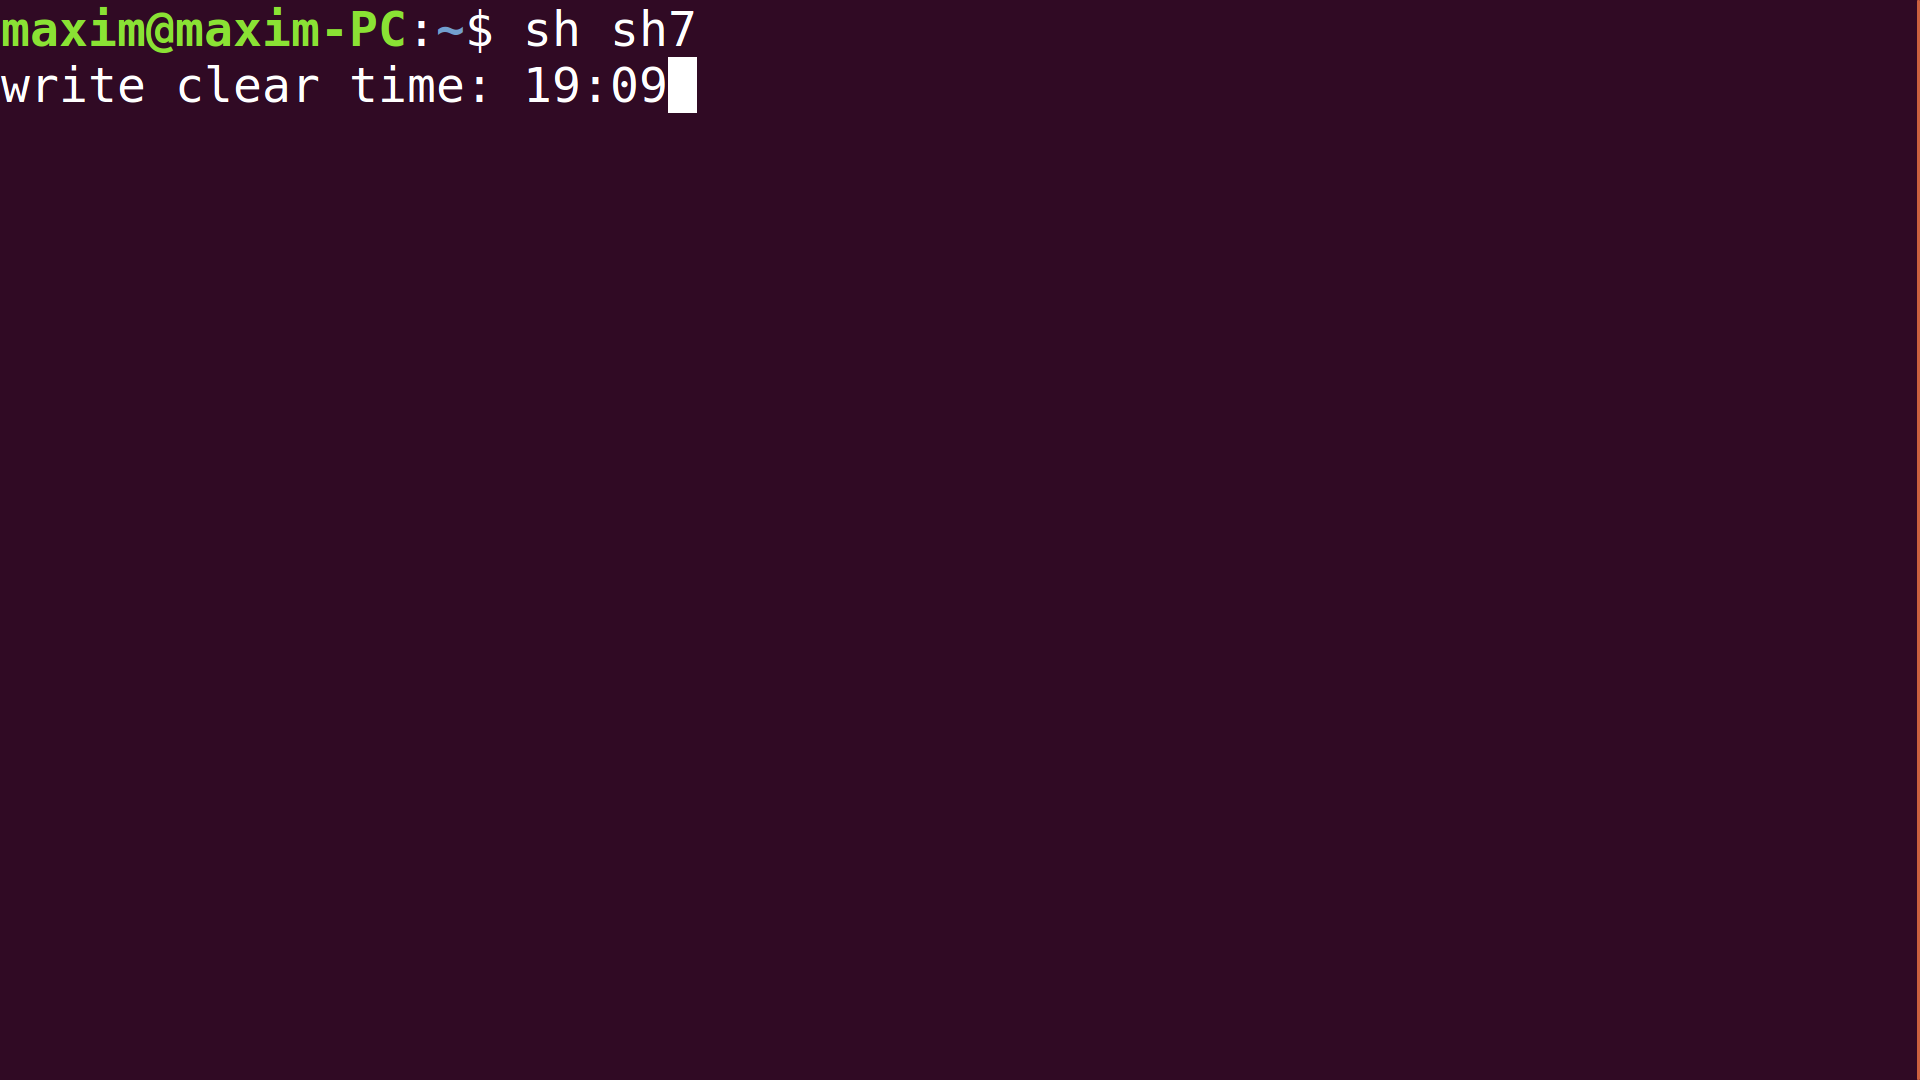 maxim@maxim-PC:~$ sh sh7
write clear time: 19:09